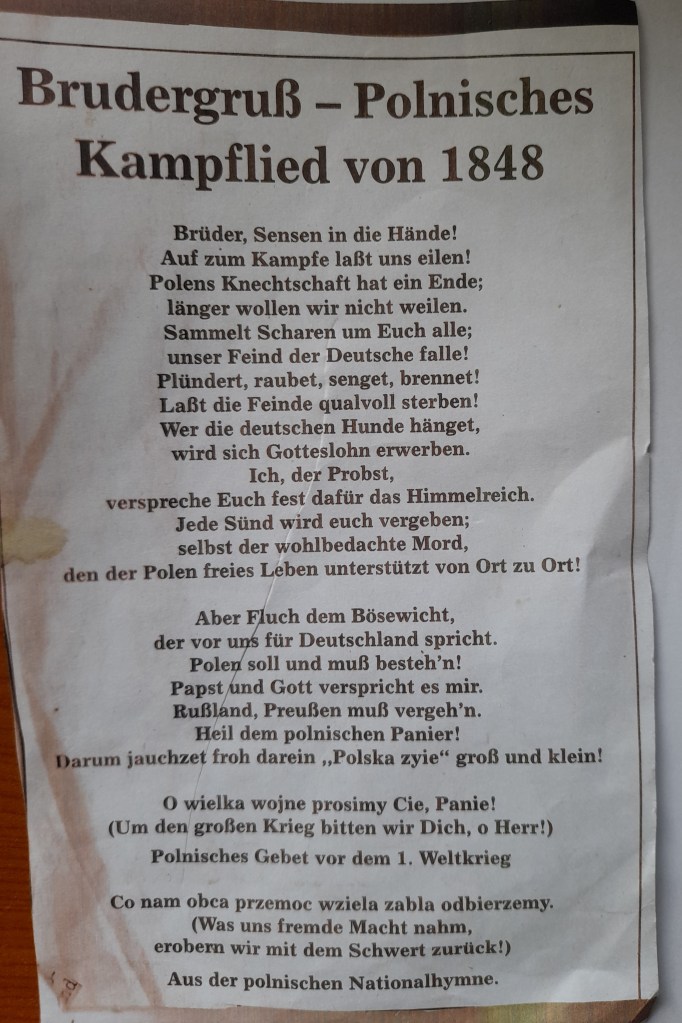 Brudergruß – Polnisches
Kampflied von 1848
Brüder, Sensen in die Hände!
Auf zum Kampfe laßt uns eilen!
Polens Knechtschaft hat ein Ende;
länger wollen wir nicht weilen.
Sammelt Scharen um Euch alle;
unser Feind der Deutsche falle!
Plündert, raubet, senget, brennet!
Laßt die Feinde qualvoll sterben!
Wer die deutschen Hunde hänget,
wird sich Gotteslohn erwerben.
Ich, der Probst,
verspreche Euch fest dafür das Himmelreich.
Jede Sünd wird euch vergeben;
selbst der wohlbedachte Mord,
den der Polen freies Leben unterstützt von Ort zu Ort!
Aber Fluch dem Bösewicht,
der vor uns für Deutschland spricht.
Polen soll und muß besteh'n!
Papst und Gott verspricht es mir.
Rußland, Preußen muß vergeh'n.
Heil dem polnischen Panier!
Darum jauchzet froh darein ,,Polska zyie“ groß und klein!
O wielka wojne prosimy Cie, Panie!
(Um den großen Krieg bitten wir Dich, o Herr!)
Polnisches Gebet vor dem 1. Weltkrieg
Co nam obca przemoc wziela zabla odbierzemy.
(Was uns fremde Macht nahm,
erobern wir mit dem Schwert zurück!)
Aus der polnischen Nationalhymne.